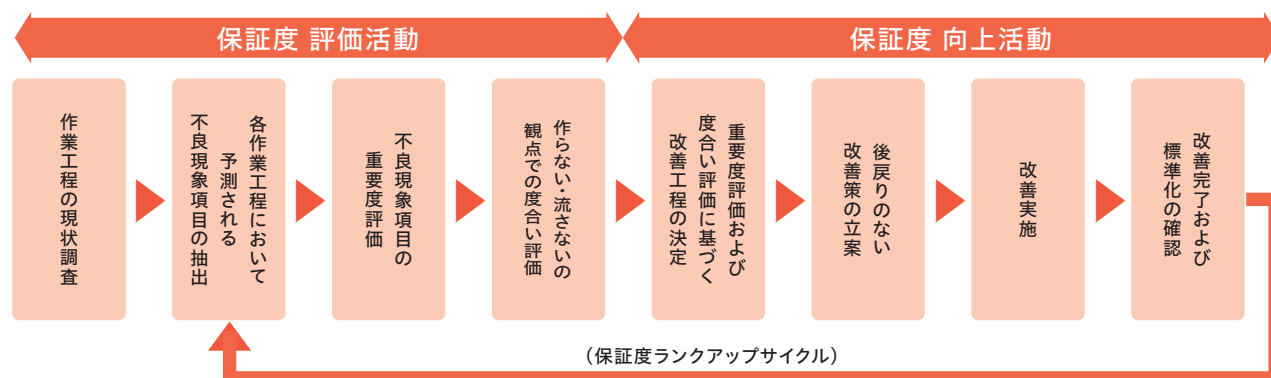 保証度 評価活動
保証度 向上活動
作業工程の現状調査
各作業工程において
予測される
不良現象項目の抽出
不良現象項目の
重要度評価
作らない・流さないの
観点での度合い評価
重要度評価および
度合い評価に基づく
改善工程の決定
後戻りのない
改善策の立案
改善実施
改善完了および
標準化の確認
（保証度ランクアップサイクル）